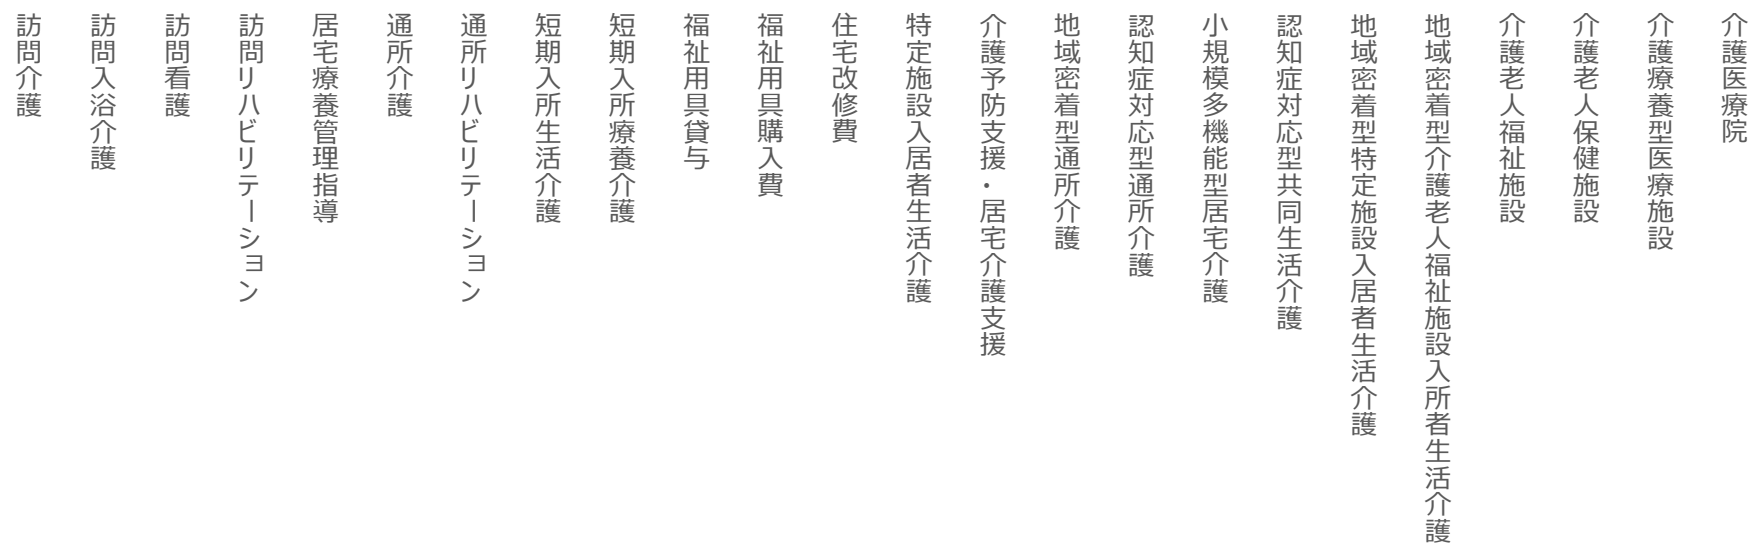 訪問介護
訪問入浴介護
訪問看護
訪問リハビリテーション
居宅療養管理指導
通所介護
通所リハビリテーション
短期入所生活介護
短期入所療養介護
福祉用具貸与
福祉用具購入費
住宅改修費
特定施設入居者生活介護
介護予防支援・居宅介護支援
地域密着型通所介護
認知症対応型通所介護
小規模多機能型居宅介護
認知症対応型共同生活介護
地域密着型特定施設入居者生活介護
地域密着型介護老人福祉施設入所者生活介護
介護老人福祉施設
介護老人保健施設
介護療養型医療施設
介護医療院